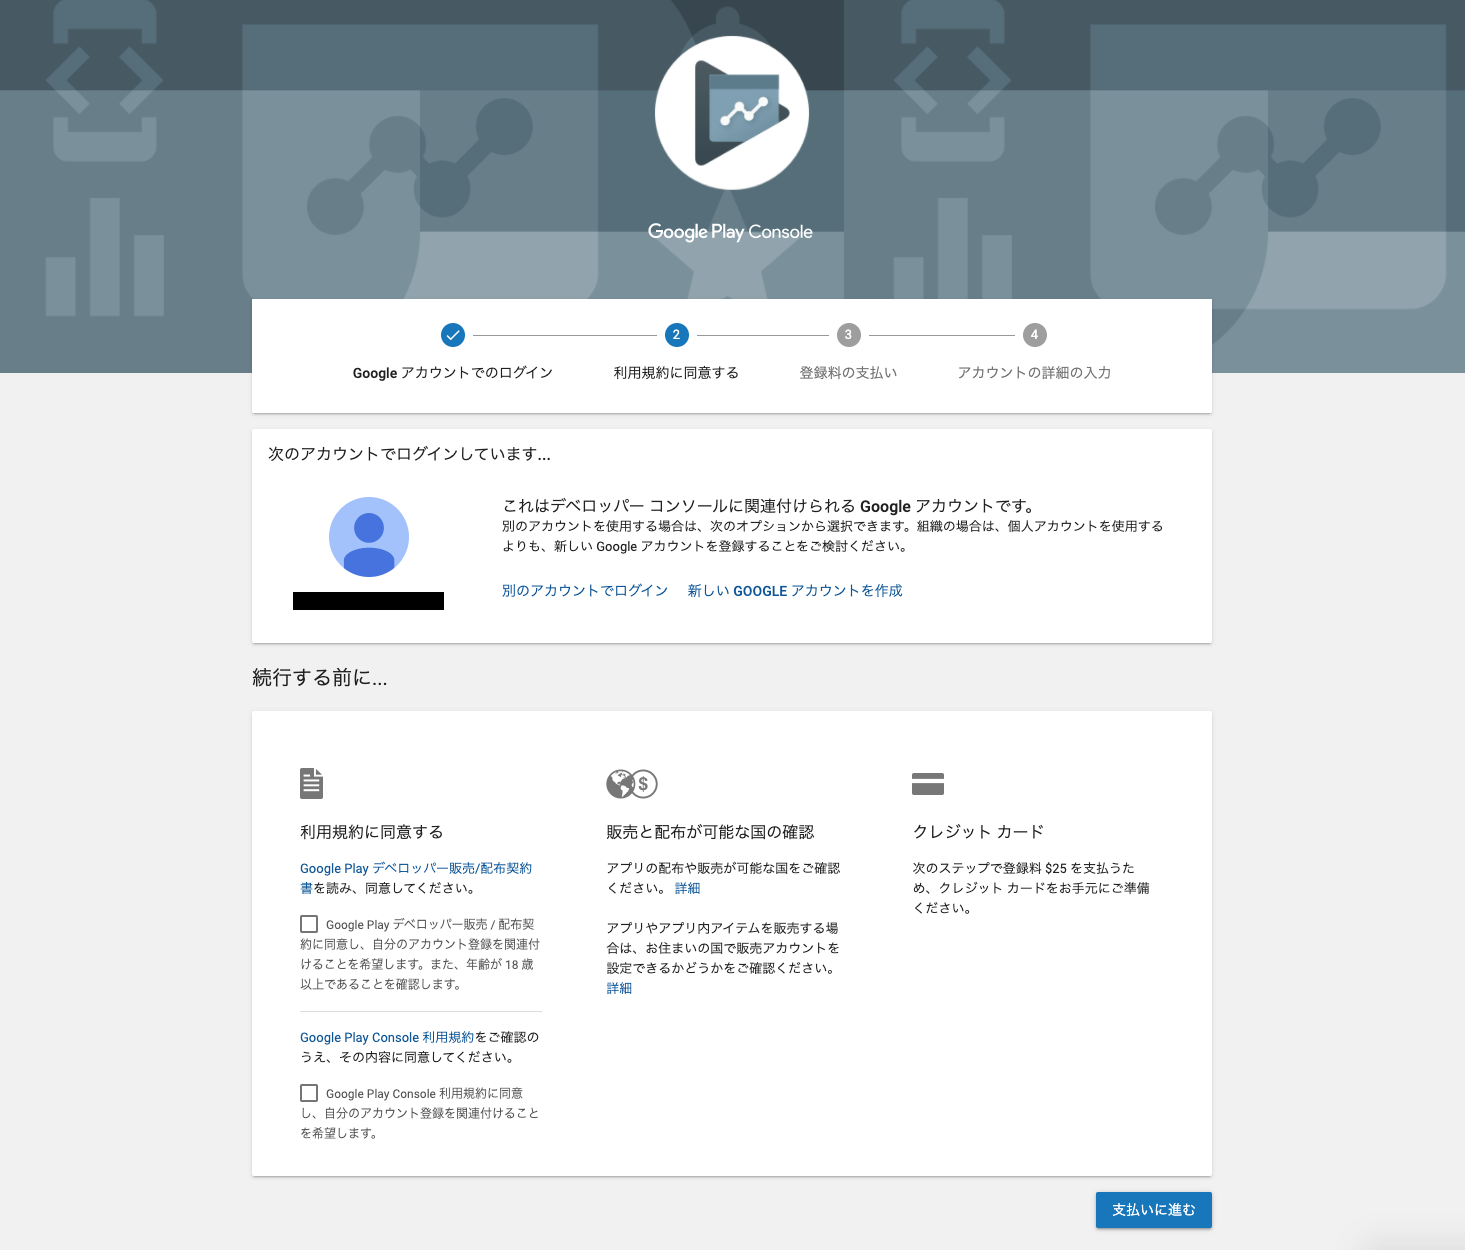 Google Play Console
2
3
4
Google アカウントでのログイン
利用規約に同意する
登録料の支払い
アカウントの詳細の入力
次のアカウントでログインしています...
これはデベロッパー コンソールに関連付けられる Google アカウントです。
別のアカウントを使用する場合は、次のオプションから選択できます。組織の場合は、個人アカウントを使用する
よりも、新しい Google アカウントを登録することをご検討ください。
別のアカウントでログイン
新しい GOOGLE アカウントを作成
続行する前に...
利用規約に同意する
Google Play デベロッパー販売/配布契約
書を読み、同意してください。
Google Play デベロッパー販売 / 配布契
約に同意し、自分のアカウント登録を関連付
けることを希望します。また、年齢が 18 歳
以上であることを確認します。
Google Play Console 利用規約をご確認の
うえ、その内容に同意してください。
Google Play Console 利用規約に同意
し、自分のアカウント登録を関連付けること
を希望します。
$
販売と配布が可能な国の確認
アプリの配布や販売が可能な国をご確認
ください。 詳細
アプリやアプリ内アイテムを販売する場
合は、お住まいの国で販売アカウントを
設定できるかどうかをご確認ください。
詳細
クレジット カード
次のステップで登録料 $25 を支払うた
め、クレジット カードをお手元にご準備
ください。
支払いに進む